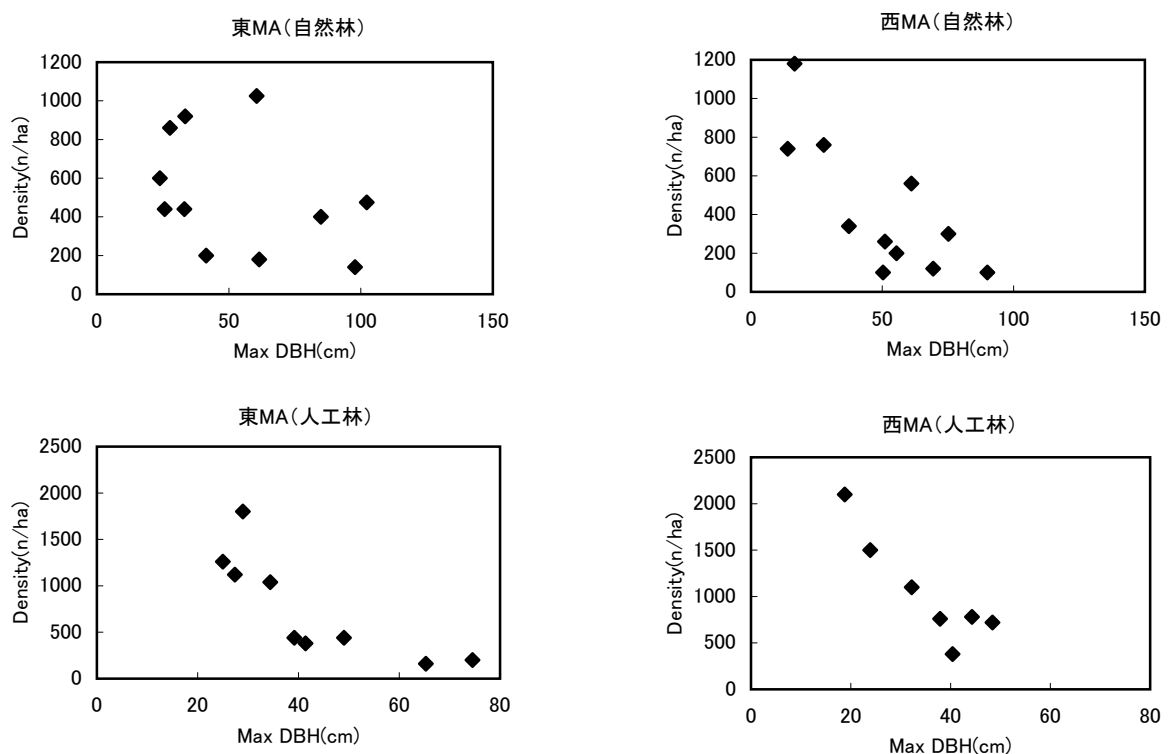 東MA（自然林）
1200
1000
800
600
400
200
0
Density(n/ha)
0 50 100 150
Max DBH(cm)
西MA（自然林）
1200
1000
800
600
400
200
0
Density(n/ha)
0 50 100 150
Max DBH(cm)
東MA（人工林）
2500
2000
1500
1000
500
0
Density(n/ha)
0 20 40 60 80
Max DBH(cm)
西MA（人工林）
2500
2000
1500
1000
500
0
Density(n/ha)
0 20 40 60 80
Max DBH(cm)